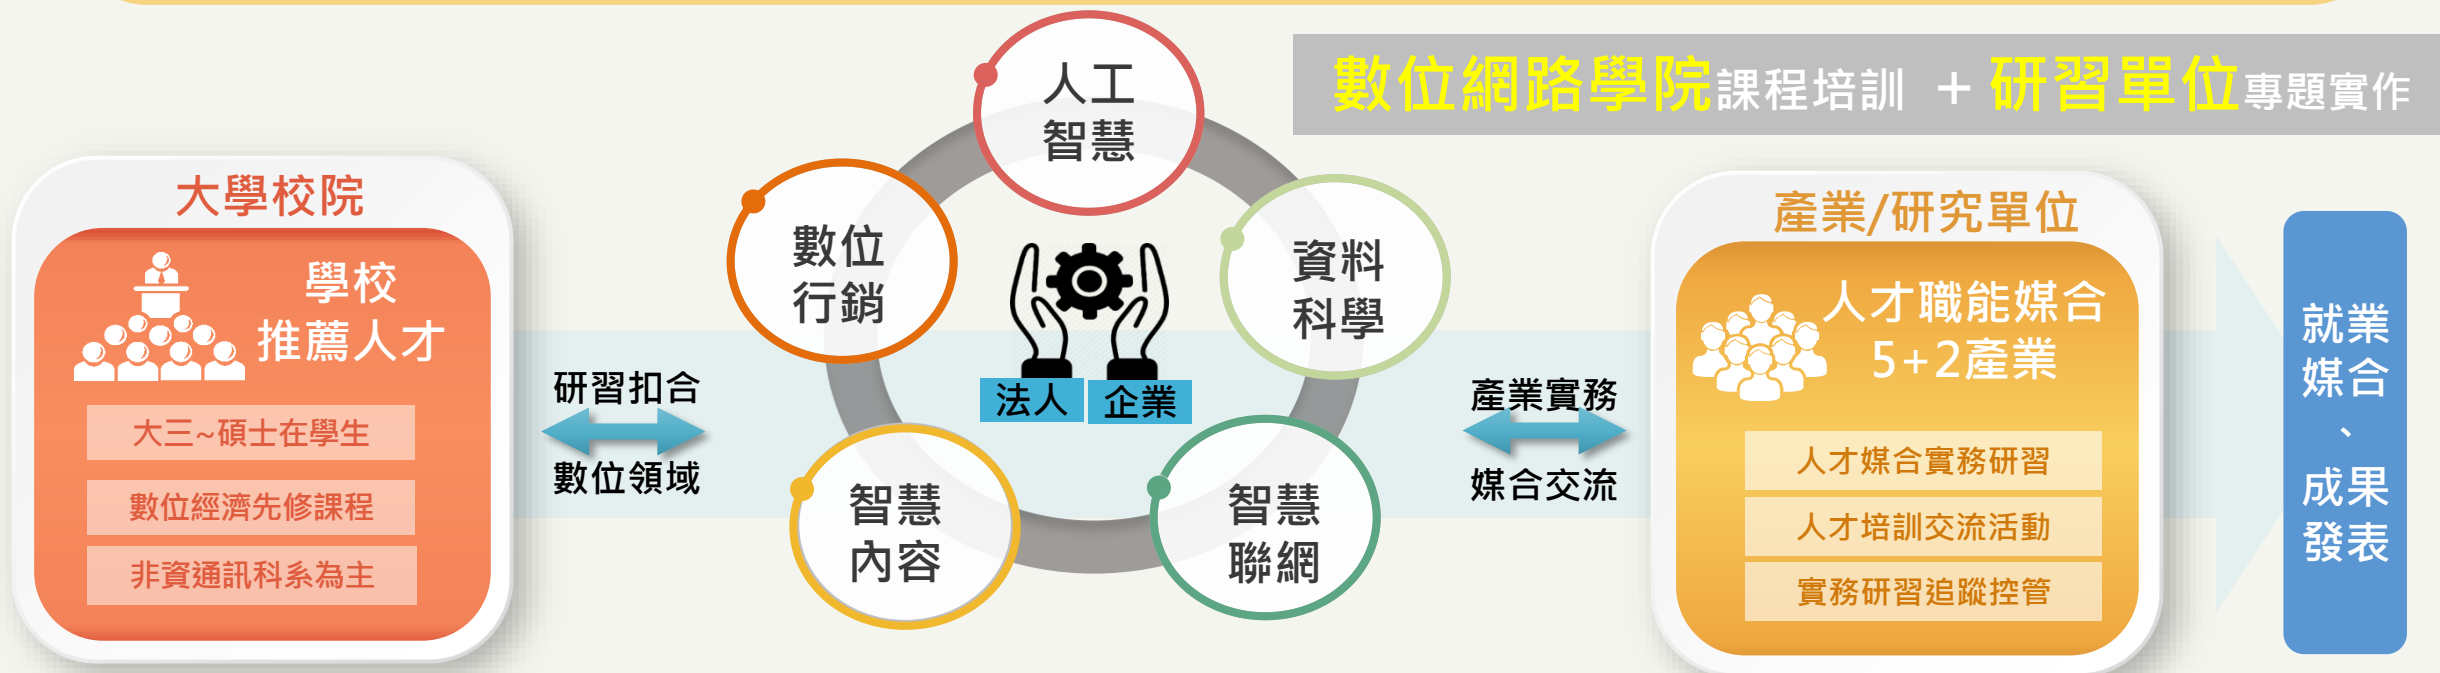 數位網路學院課程培訓 + 研習單位專題實作
大學校院
學校
推薦人才
大三~碩士在學生
數位經濟先修課程
非資通訊科系為主
研習扣合
數位領域
人工
智慧
數位
行銷
資料
科學
法人
企業
智慧
內容
智慧
聯網
產業實務
媒合交流
產業/研究單位
人才職能媒合
5+2產業
人才媒合實務研習
人才培訓交流活動
實務研習追蹤控管
就業
媒合
、
成果
發表